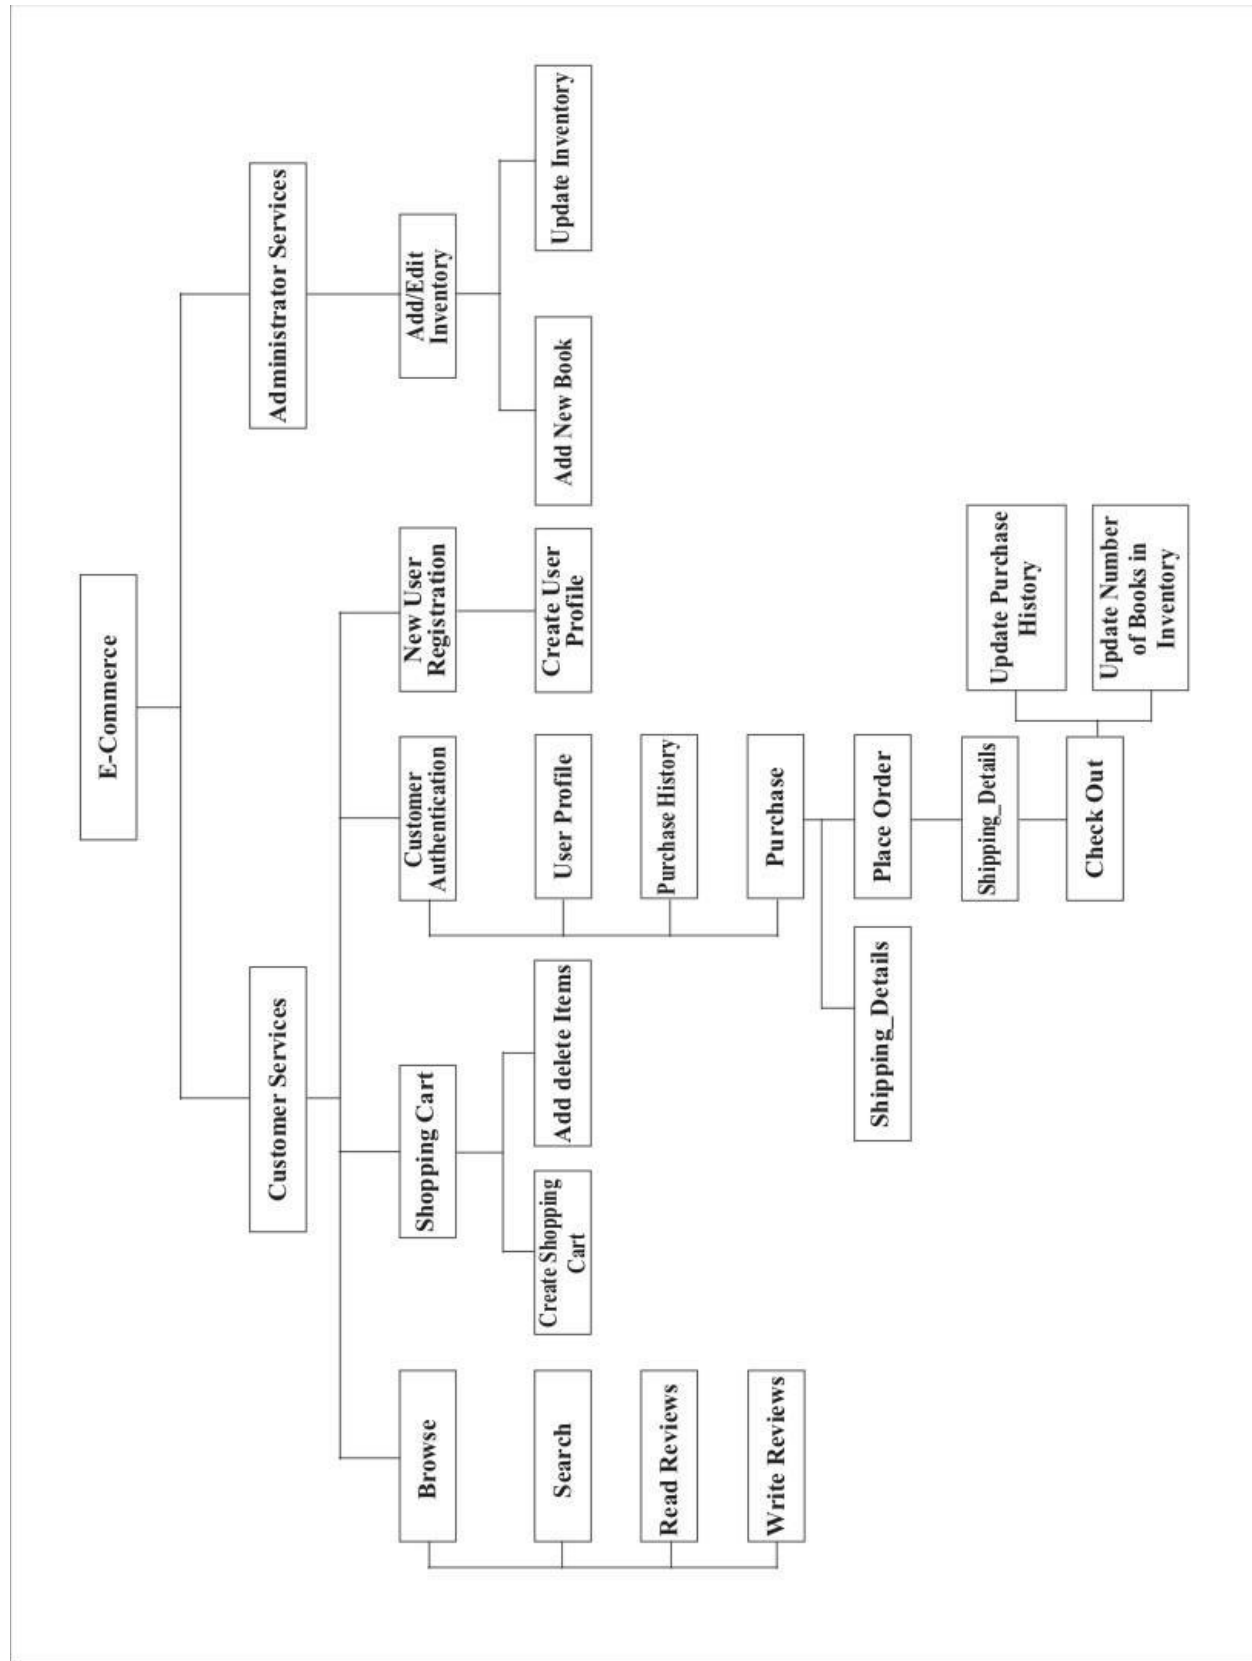 E-Commerce
Customer Services
Administrator Services
Browse
Shopping Cart
Customer
Authentication
New User
Registration
Add/Edit
Inventory
Search
Create Shopping
Cart
Add delete Items
User Profile
Create User
Profile
Add New Book
Update Inventory
Read Reviews
Purchase History
Write Reviews
Purchase
Shipping_Details
Place Order
Shipping_Details
Update Purchase
History
Check Out
Update Number
of Books in
Inventory